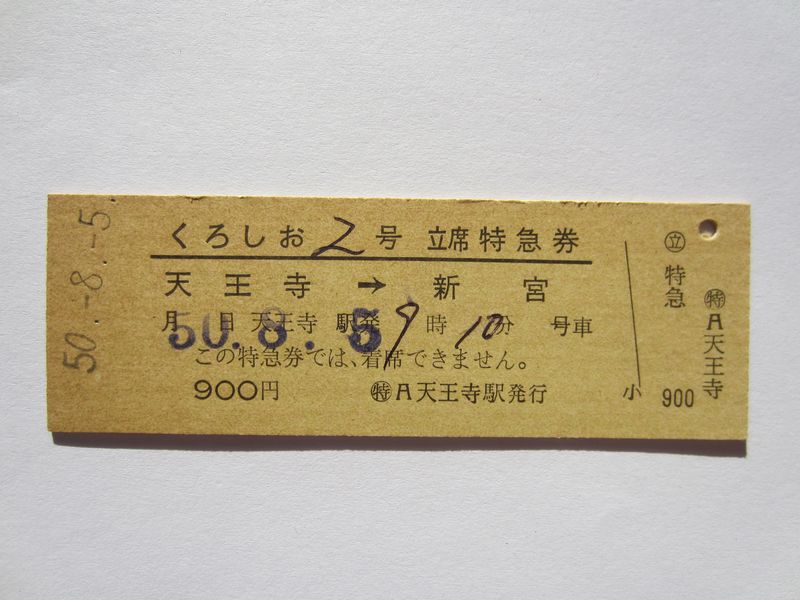 50.-8.-5
くろしお2号 立席特急券
天王寺 → 新宮
月 日 天王寺 駅発 9時10分 号車
50.8.5
この特急券では、着席できません。
900円 ㊕A天王寺駅発行
小
㊢特急
900
㊕A天王寺